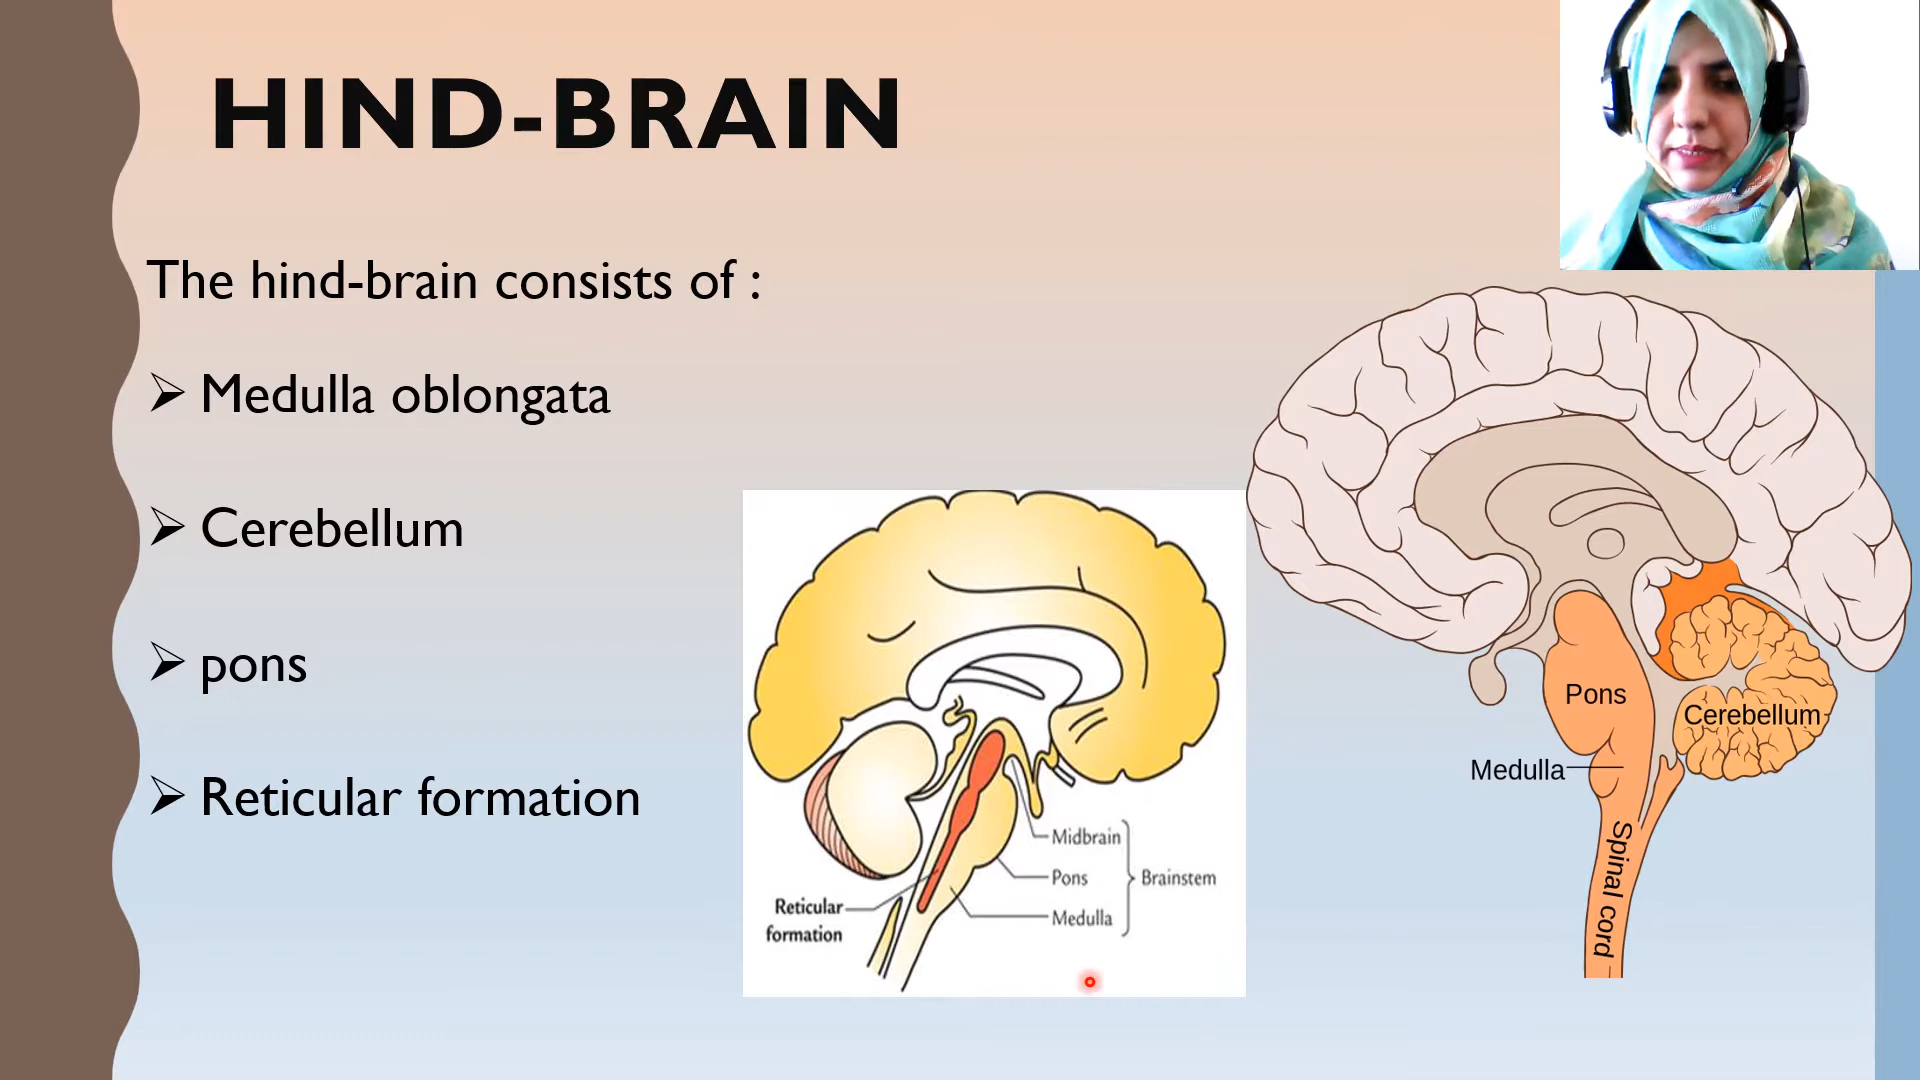 HIND-BRAIN
The hind-brain consists of :
Medulla oblongata
Cerebellum
pons
Reticular formation
Midbrain
Pons
Brainstem
Medulla
Reticular
formation
Pons
Cerebellum
Medulla
Spinal cord